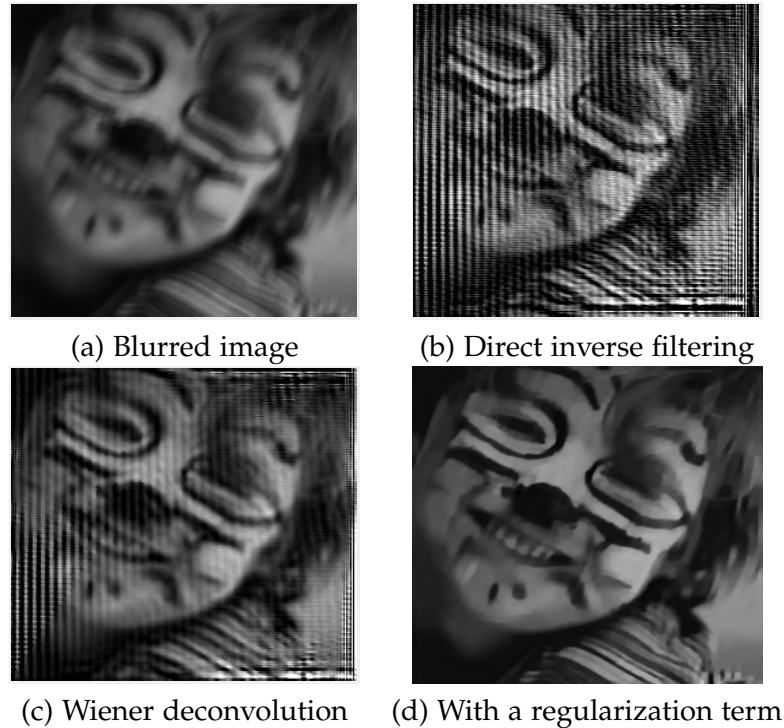 (a) Blurred image
(b) Direct inverse filtering
(c) Wiener deconvolution
(d) With a regularization term